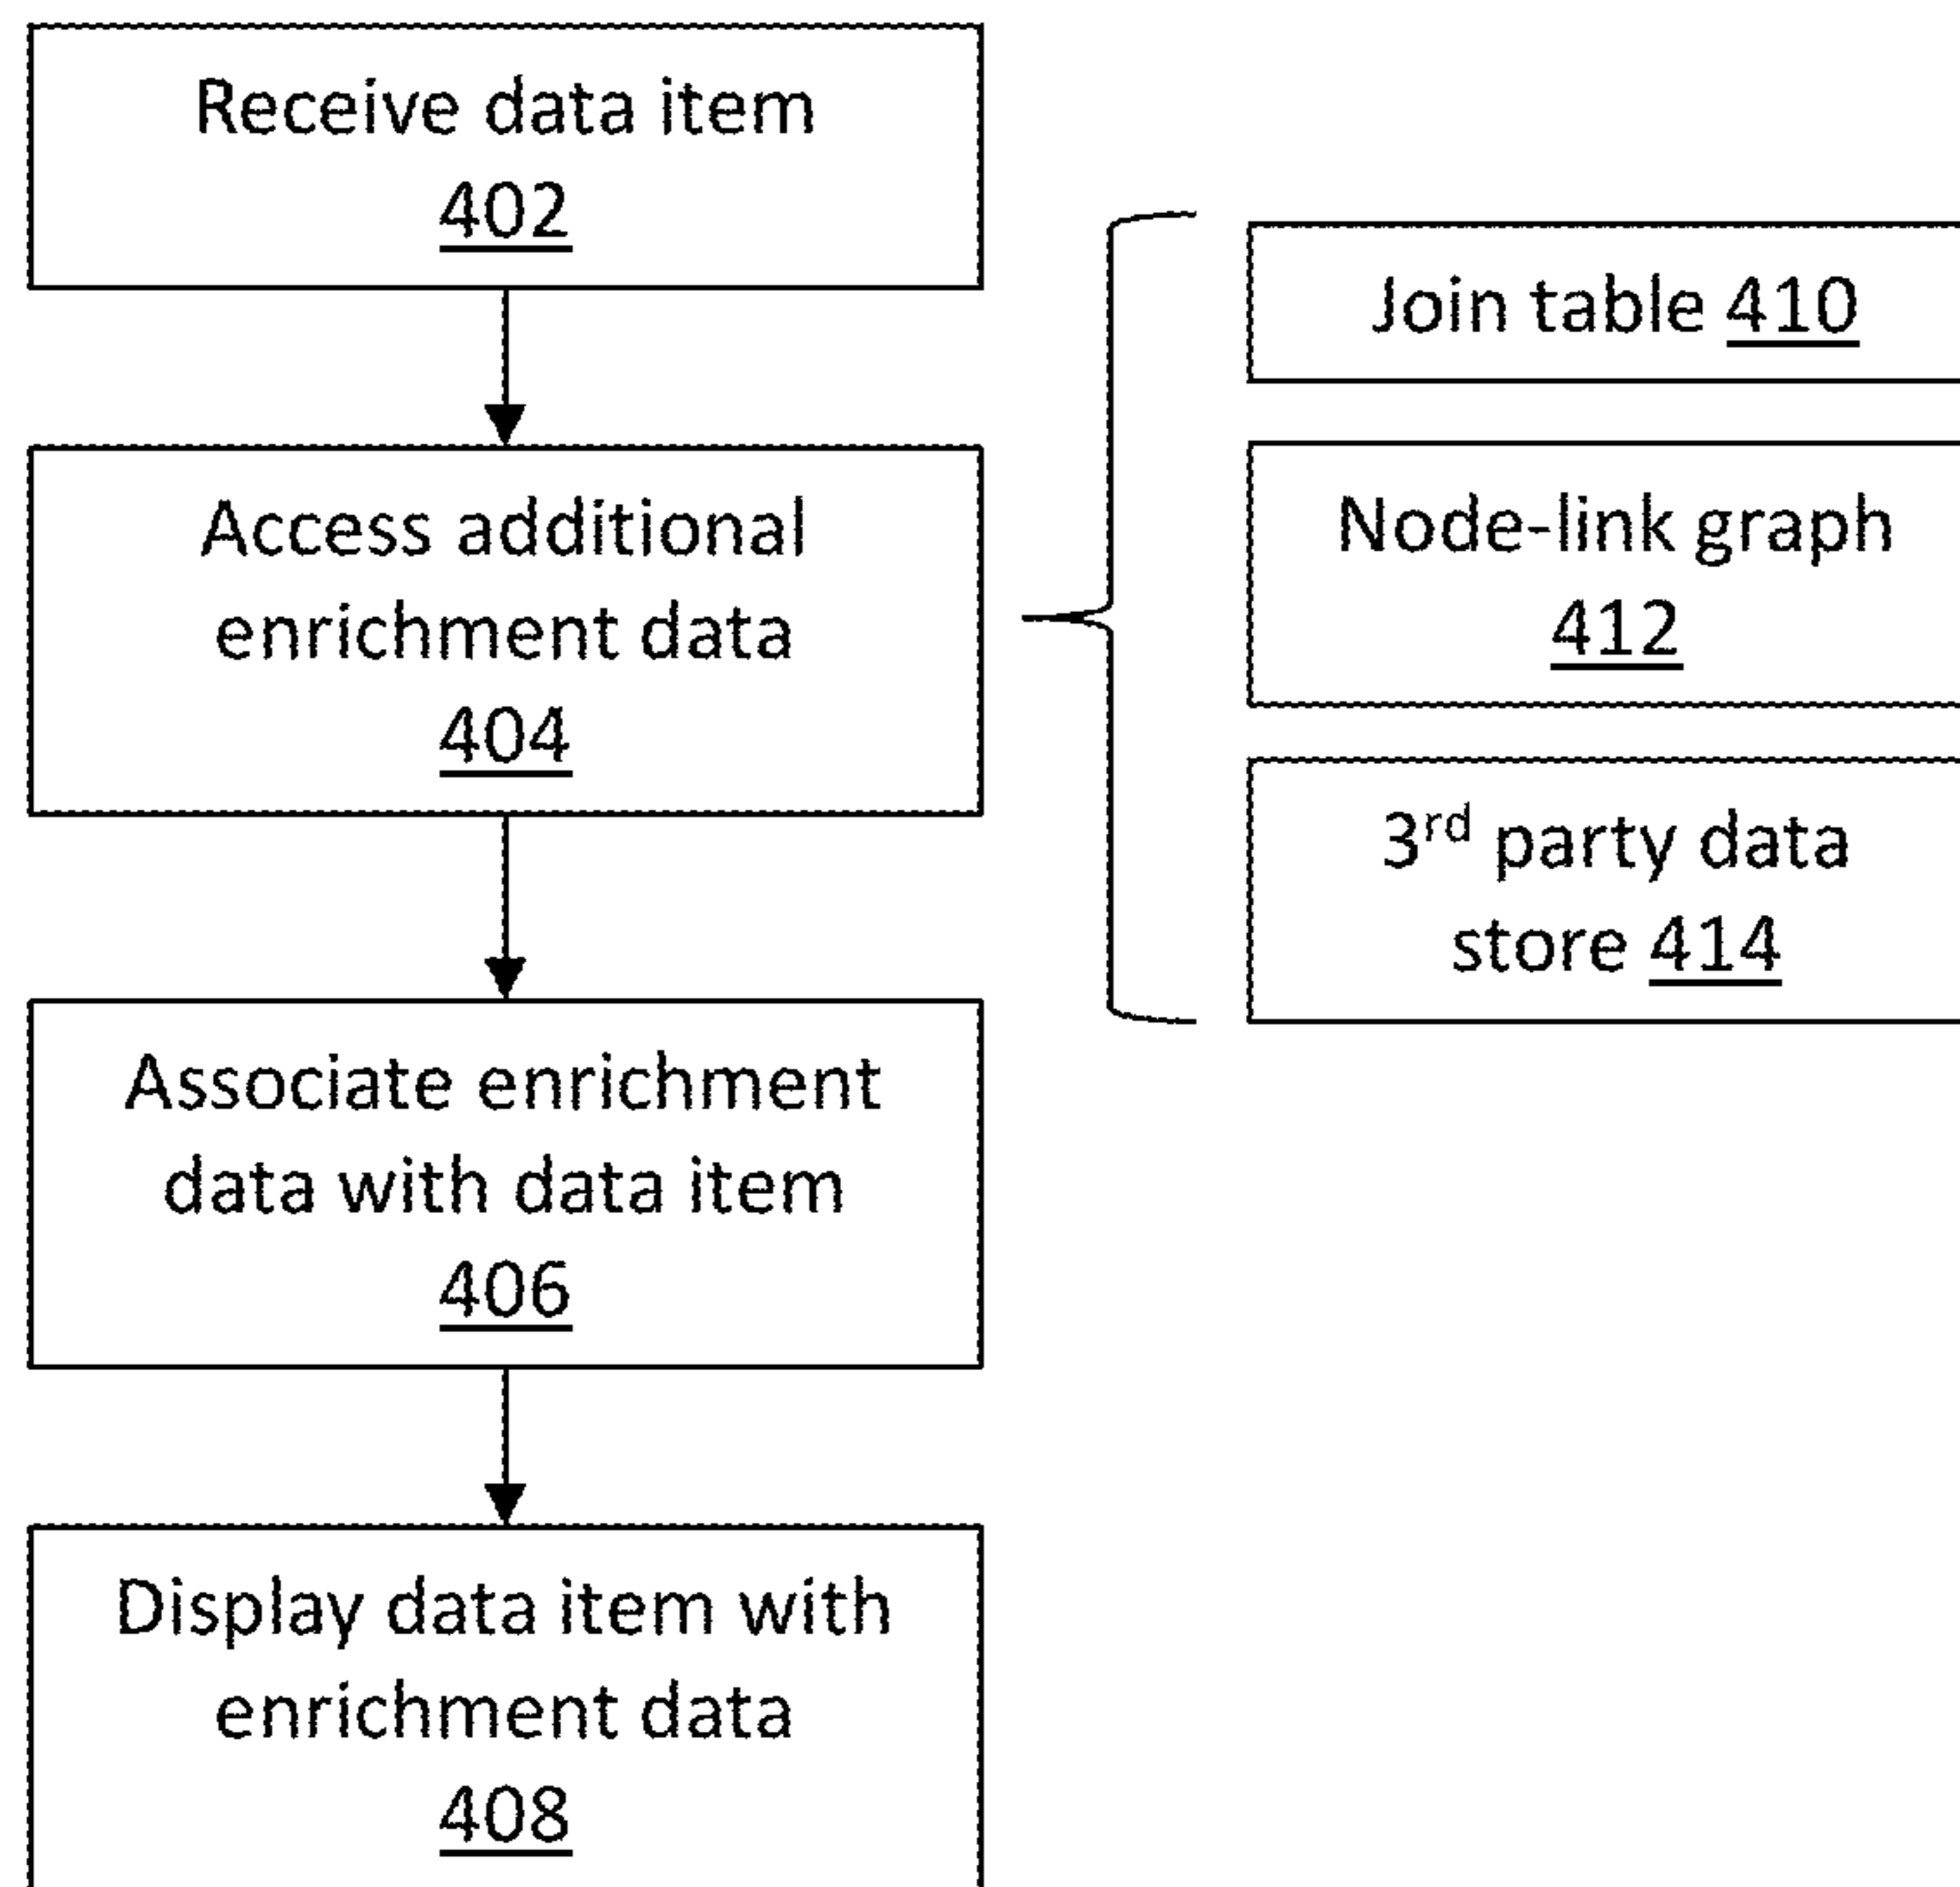 Receive data item
402
Access additional
enrichment data
404
Associate enrichment
data with data item
406
Display data item with
enrichment data
408
Join table 410
Node-link graph
412
3rd party data
store 414